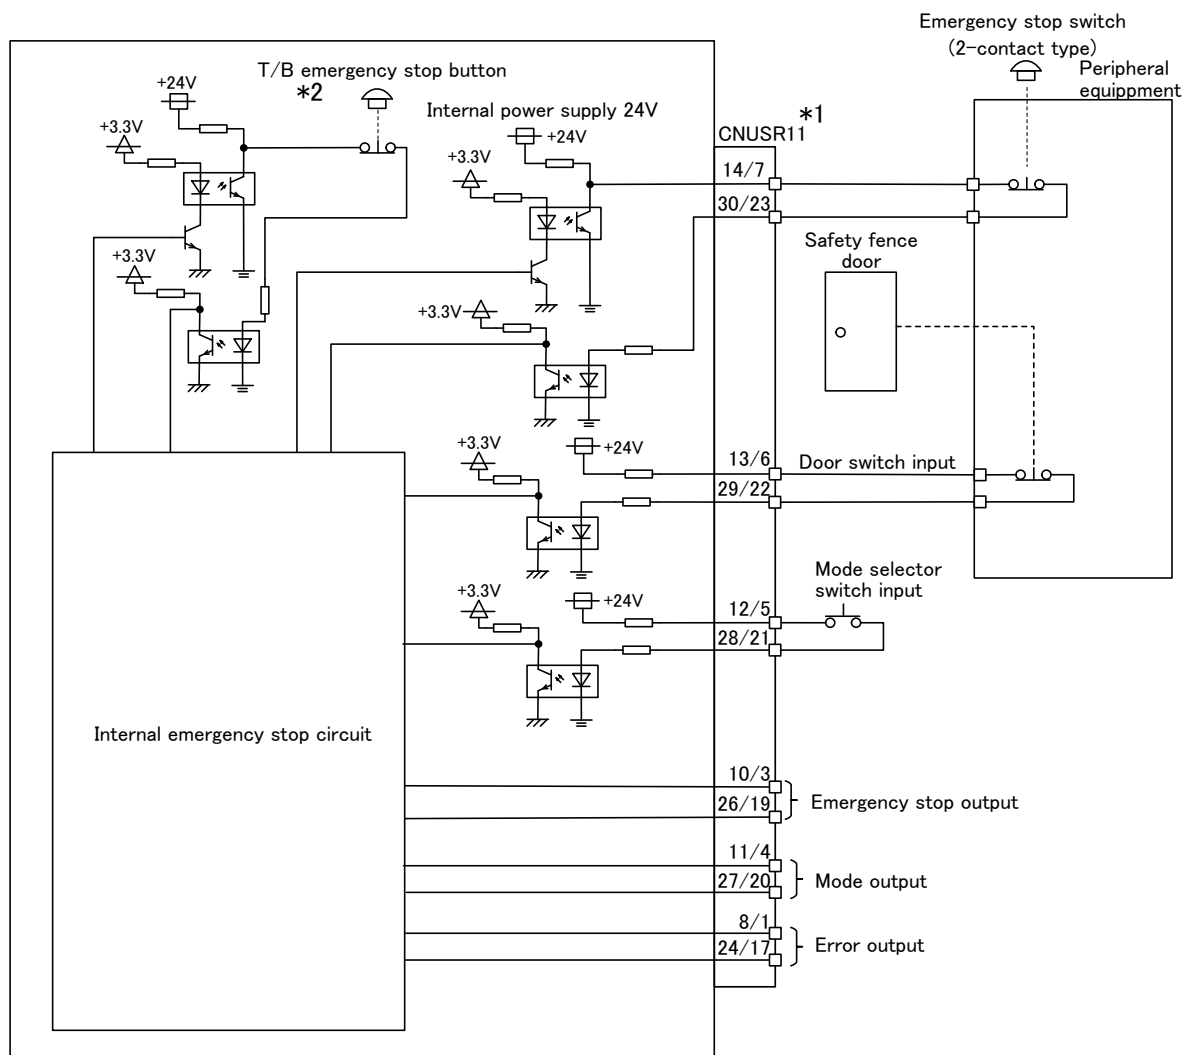 Emergency stop switch
(2-contact type)
Peripheral
equippment
T/B emergency stop button
*2
+24V
Internal power supply 24V
*1
CNUSR11
+3.3V
+24V
+3.3V
14/7
30/23
+3.3V
Safety fence
door
+3.3V
+3.3V
+24V
13/6
Door switch input
29/22
Mode selector
switch input
+3.3V
+24V
12/5
28/21
Internal emergency stop circuit
10/3
26/19
Emergency stop output
11/4
27/20
Mode output
8/1
24/17
Error output